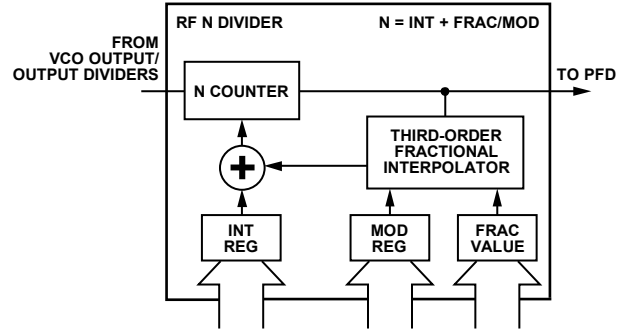 RF N DIVIDER
N = INT + FRAC/MOD
FROM
VCO OUTPUT/
OUTPUT DIVIDERS
N COUNTER
TO PFD
THIRD-ORDER
FRACTIONAL
INTERPOLATOR
+
INT
REG
MOD
REG
FRAC
VALUE